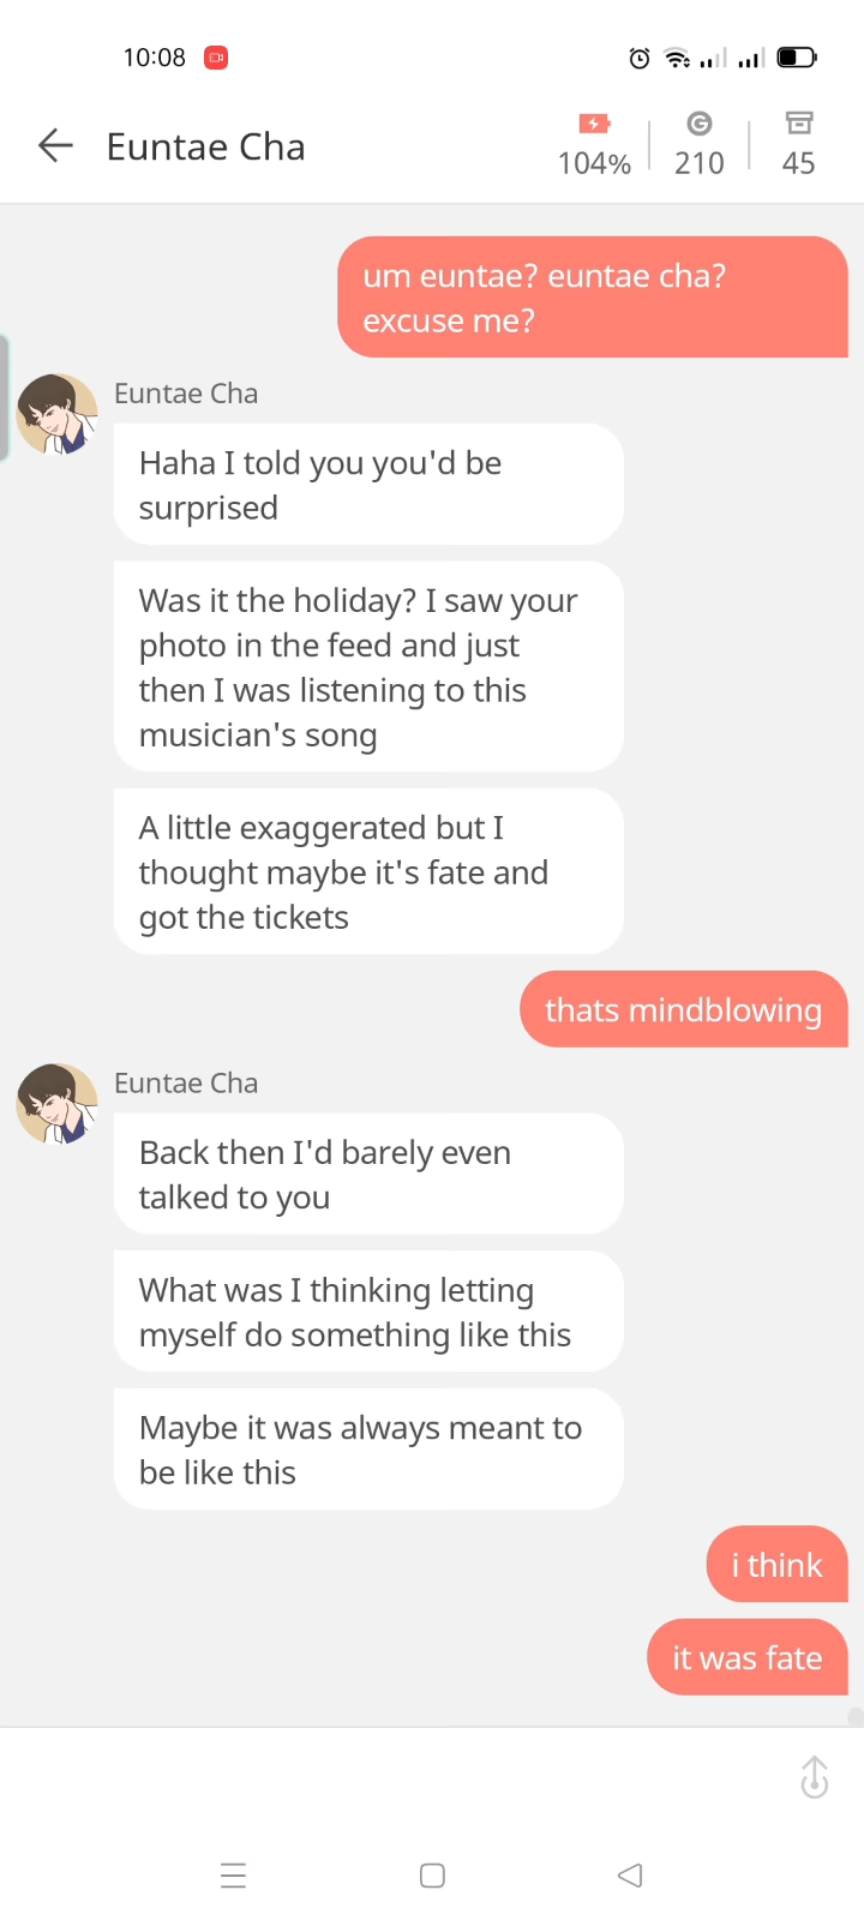 10:08
Euntae Cha
104%
210
45
um euntae? euntae cha?
excuse me?
Euntae Cha
Haha I told you you'd be
surprised
Was it the holiday? I saw your
photo in the feed and just
then I was listening to this
musician's song
A little exaggerated but I
thought maybe it's fate and
got the tickets
thats mindblowing
Euntae Cha
Back then I'd barely even
talked to you
What was I thinking letting
myself do something like this
Maybe it was always meant to
be like this
i think
it was fate